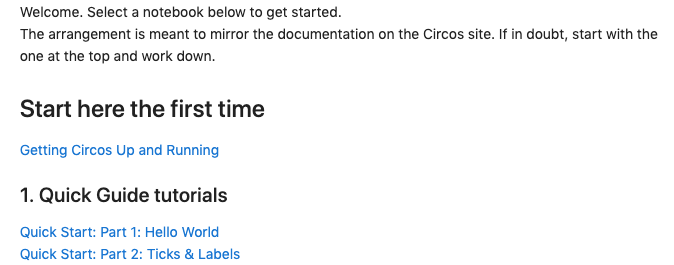 Welcome. Select a notebook below to get started.
The arrangement is meant to mirror the documentation on the Circos site. If in doubt, start with the
one at the top and work down.
Start here the first time
Getting Circos Up and Running
1. Quick Guide tutorials
Quick Start: Part 1: Hello World
Quick Start: Part 2: Ticks & Labels